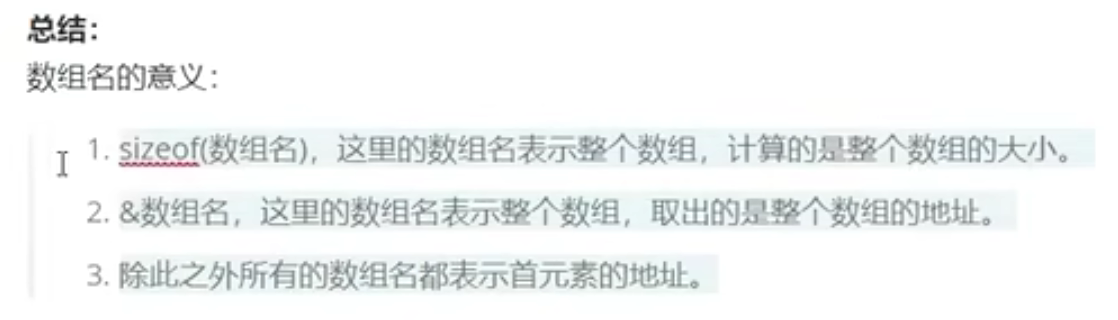 总结：
数组名的意义：
1. sizeof(数组名)，这里的数组名表示整个数组，计算的是整个数组的大小。
2. &数组名，这里的数组名表示整个数组，取出的是整个数组的地址。
3. 除此之外所有的数组名都表示首元素的地址。